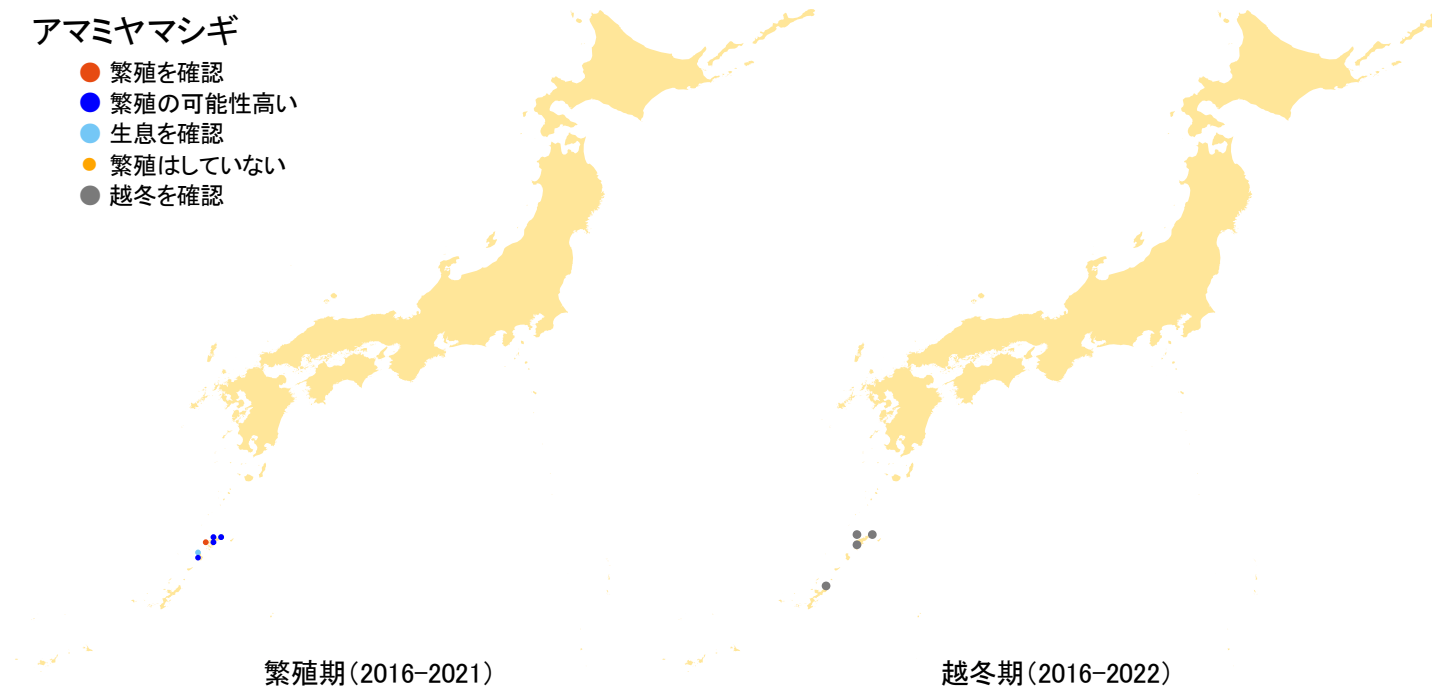 アマミヤマシギ
繁殖を確認
繁殖の可能性高い
生息を確認
繁殖はしていない
越冬を確認
繁殖期(2016-2021)
越冬期(2016-2022)